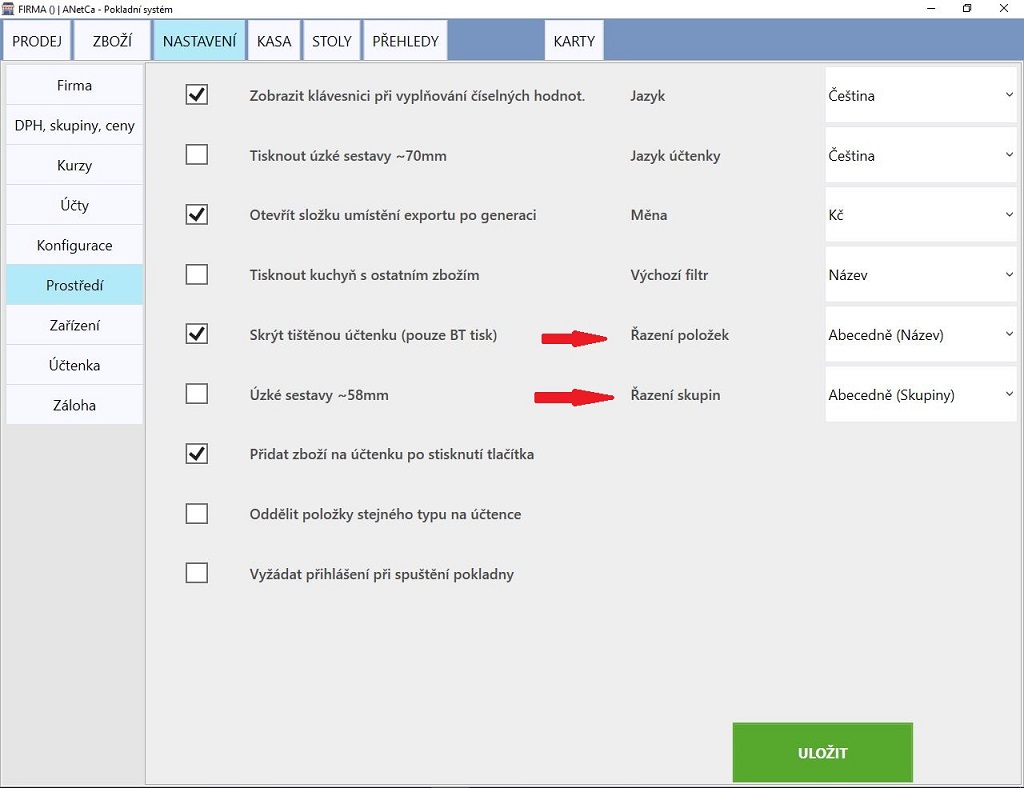 FIRMA () | ANetCa - Pokladní systém
PRODEJ
ZBOŽÍ
NASTAVENÍ
KASA
STOLY
PŘEHLEDY
KARTY
Firma
DPH, skupiny, ceny
Kurzy
Účty
Konfigurace
Prostředí
Zařízení
Účtenka
Záloha
Zobrazit klávesnici při vyplňování číselných hodnot.
Tisknout úzké sestavy ~70mm
Otevřít složku umístění exportu po generaci
Tisknout kuchyň s ostatním zbožím
Skrýt tištěnou účtenku (pouze BT tisk)
Úzké sestavy ~58mm
Přidat zboží na účtenku po stisknutí tlačítka
Oddělit položky stejného typu na účtence
Vyžádat přihlášení při spuštění pokladny
Jazyk
Čeština
Jazyk účtenky
Čeština
Měna
Kč
Výchozí filtr
Název
Řazení položek
Abecedně (Název)
Řazení skupin
Abecedně (Skupiny)
ULOŽIT